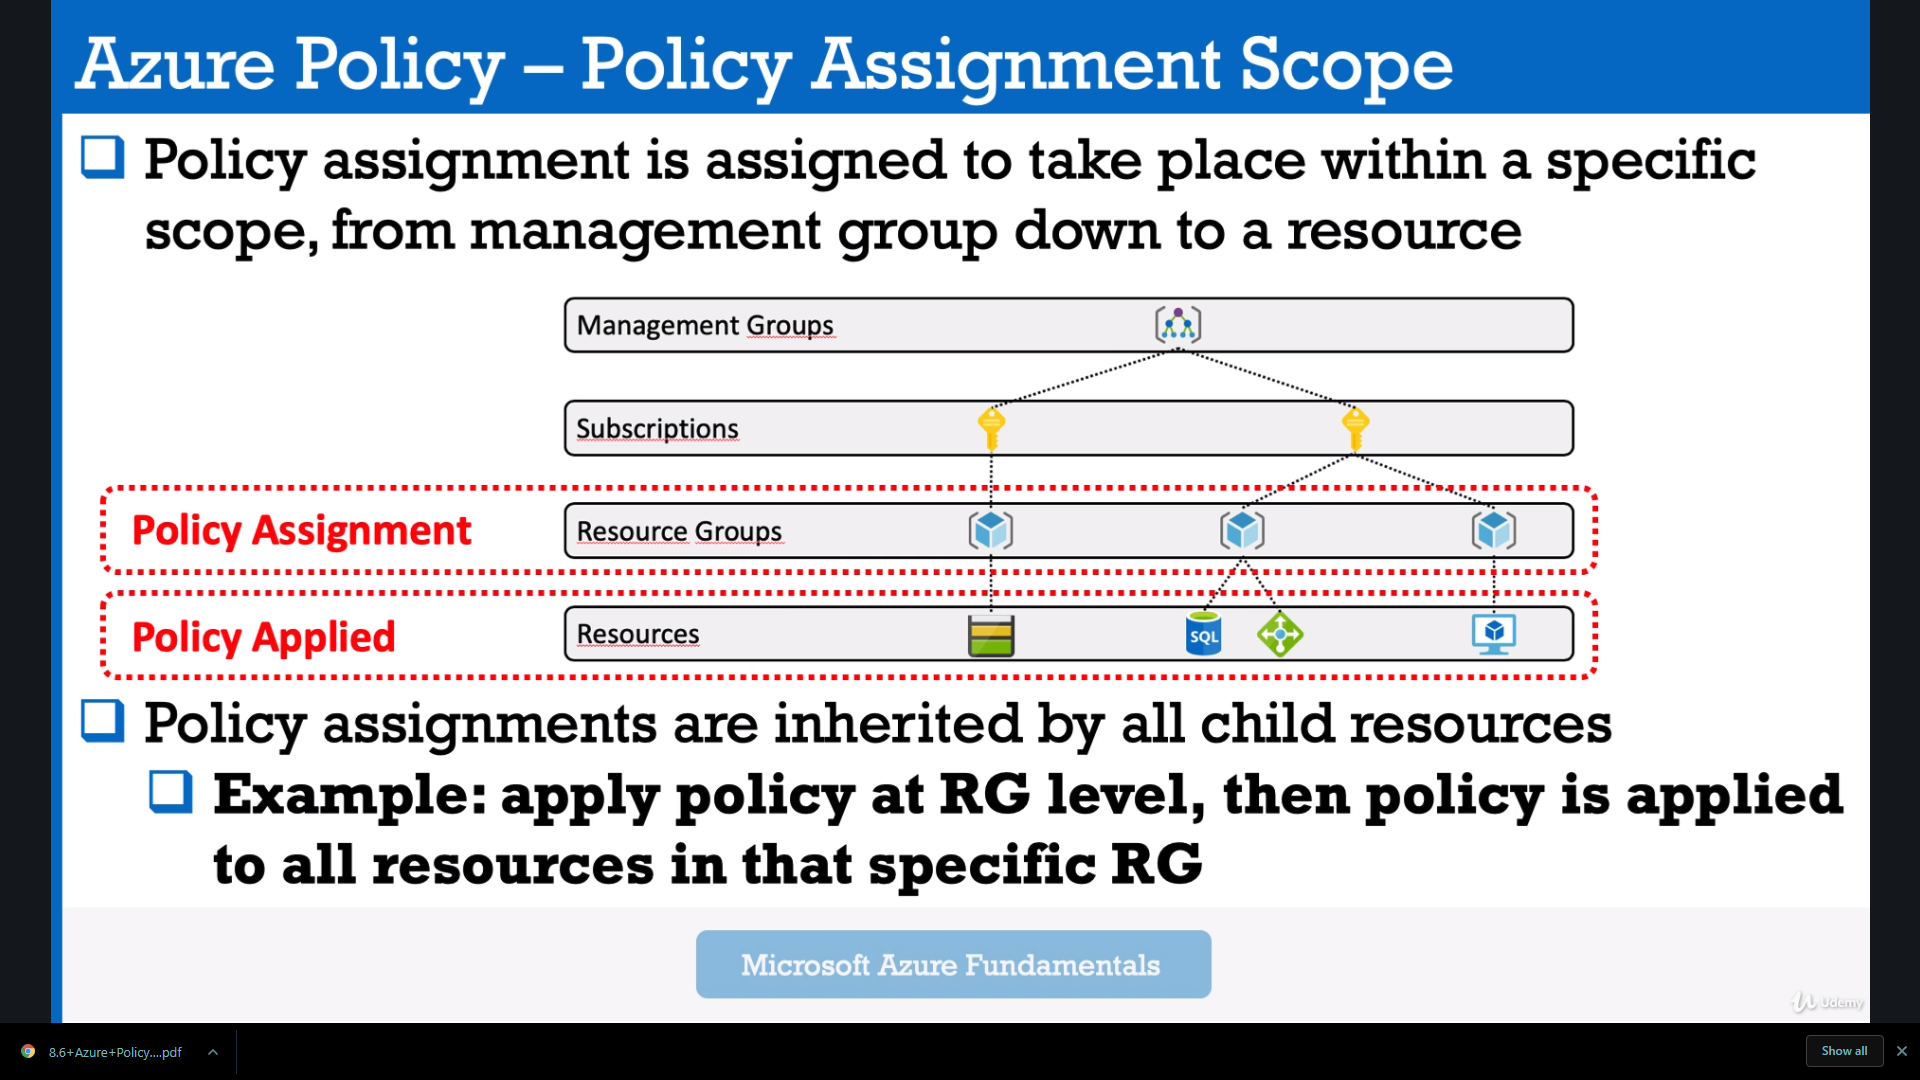 Azure Policy – Policy Assignment Scope
Policy assignment is assigned to take place within a specific
scope, from management group down to a resource
Management Groups
Subscriptions
Policy Assignment
Resource Groups
Policy Applied
Resources
SQL
Policy assignments are inherited by all child resources
Example: apply policy at RG level, then policy is applied
to all resources in that specific RG
Microsoft Azure Fundamentals
Udemy
8.6+Azure+Policy....pdf
Show all